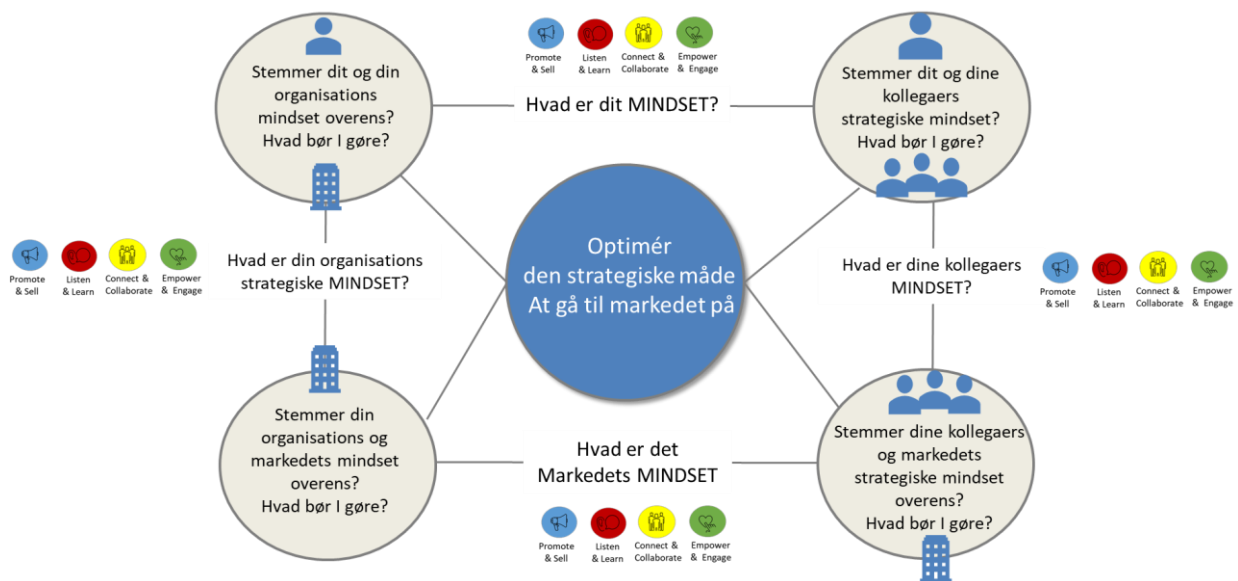 Promote
& Sell
Listen
& Learn
Connect &
Collaborate
Empower
& Engage
Hvad er dit MINDSET?
Stemmer dit og din
organisations
mindset overens?
Hvad bør I gøre?
Stemmer dit og dine
kollegaers
strategiske mindset?
Hvad bør I gøre?
Promote
& Sell
Listen
& Learn
Connect &
Collaborate
Empower
& Engage
Hvad er din organisations
strategiske MINDSET?
Optimér
den strategiske måde
At gå til markedet på
Hvad er dine kollegaers
MINDSET?
Promote
& Sell
Listen
& Learn
Connect &
Collaborate
Empower
& Engage
Stemmer din
organisations og
markedets mindset
overens?
Hvad bør I gøre?
Hvad er det
Markedets MINDSET
Promote
& Sell
Listen
& Learn
Connect &
Collaborate
Empower
& Engage
Stemmer dine kollegaers
og markedets
strategiske mindset
overens?
Hvad bør I gøre?